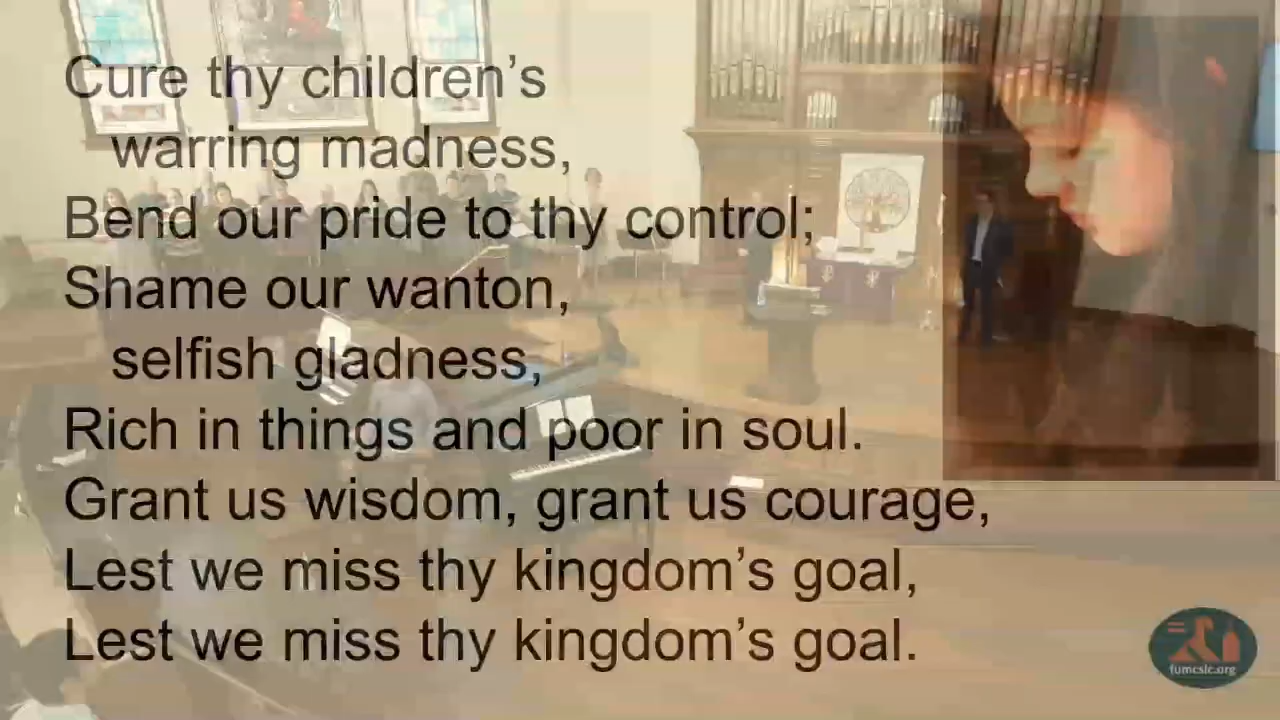 Cure thy children’s
warring madness,
Bend our pride to thy control;
Shame our wanton,
selfish gladness,
Rich in things and poor in soul.
Grant us wisdom, grant us courage,
Lest we miss thy kingdom’s goal,
Lest we miss thy kingdom’s goal.
fumcslc.org